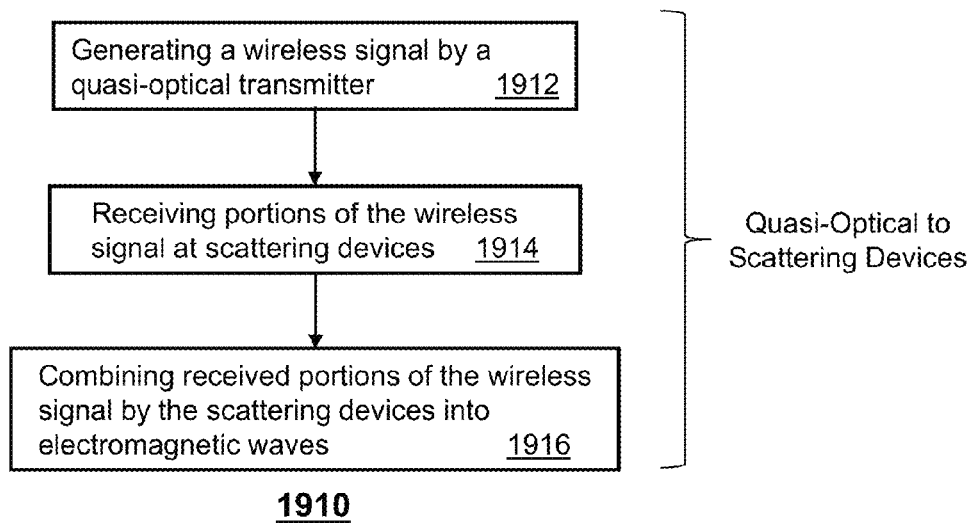 Generating a wireless signal by a
quasi-optical transmitter 1912
Receiving portions of the wireless
signal at scattering devices 1914
Combining received portions of the wireless
signal by the scattering devices into
electromagnetic waves 1916
1910
Quasi-Optical to
Scattering Devices